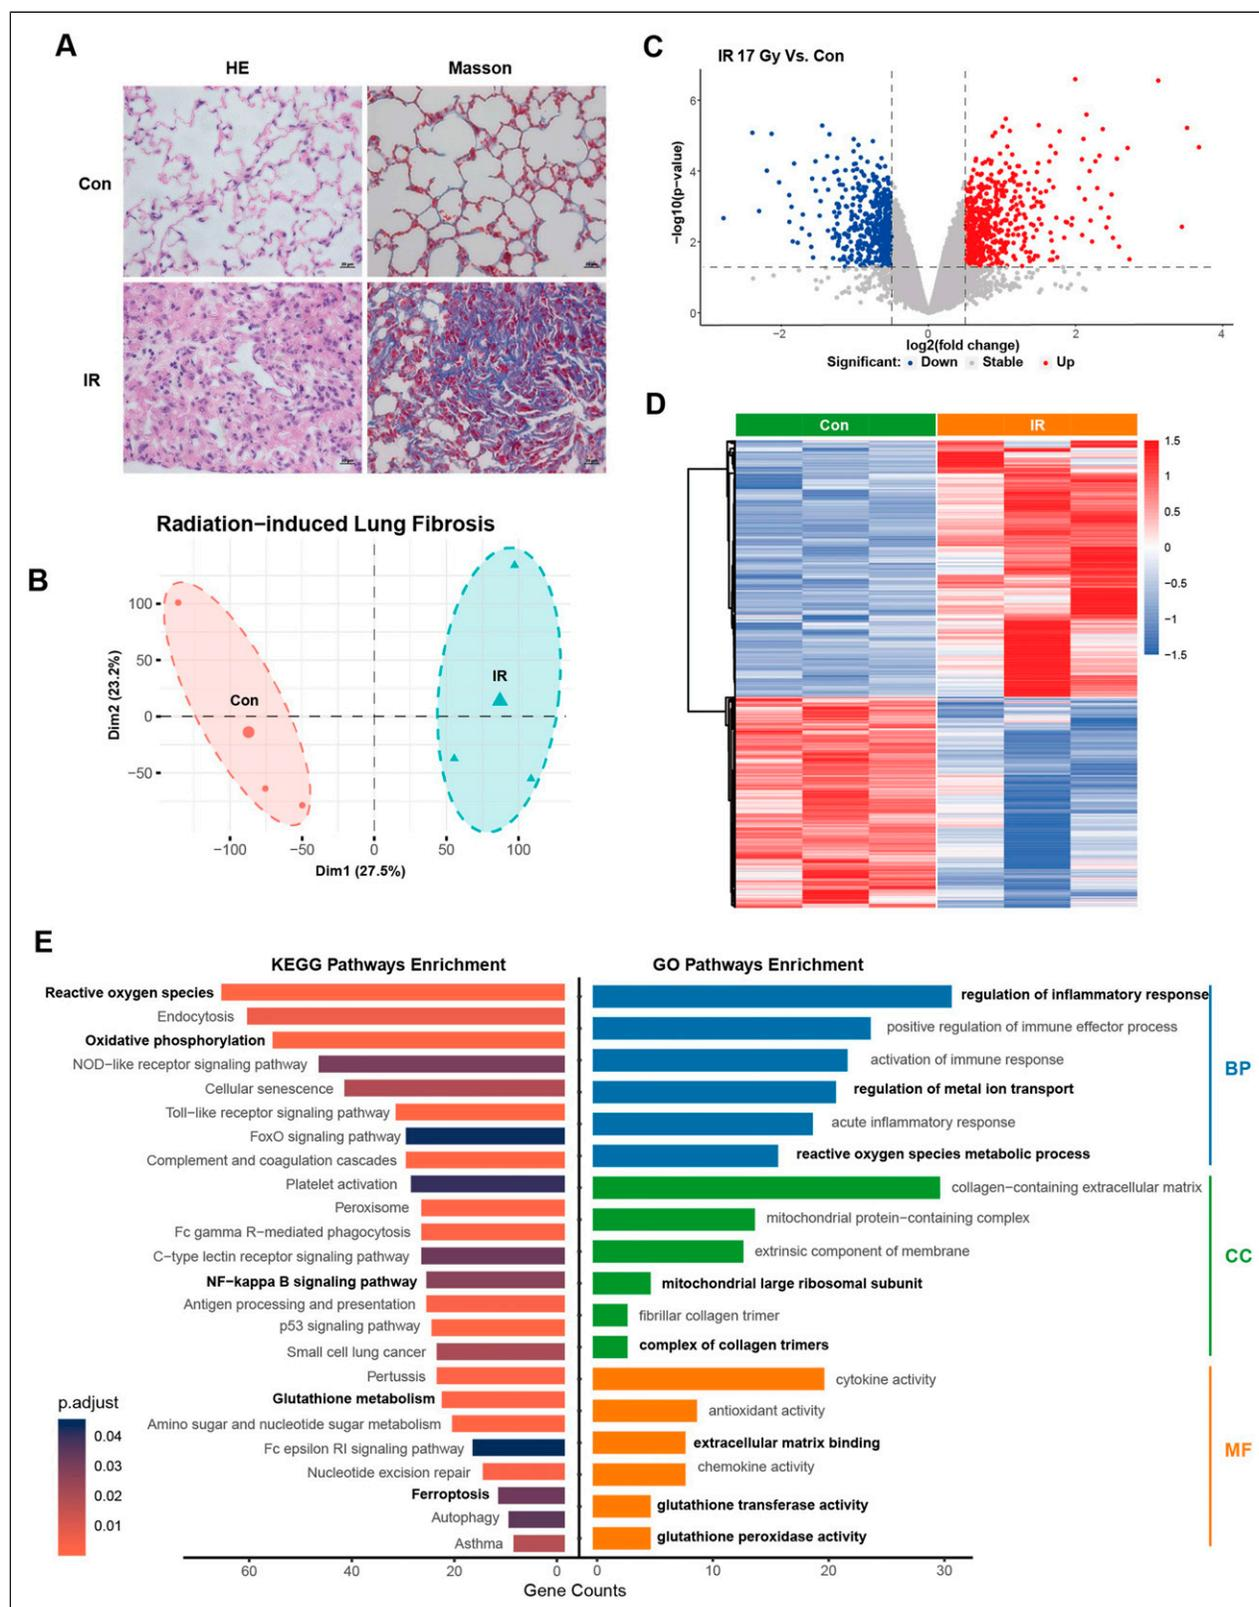 A
HE
Masson
Con
IR
C
IR 17 Gy Vs. Con
−log10(p−value)
6
4
2
0
−2
0
2
4
log2(fold change)
Significant: Down Stable Up
B
Radiation−induced Lung Fibrosis
Dim2 (23.2%)
100
50
0
−50
Con
IR
−100
−50
0
50
100
Dim1 (27.5%)
D
Con
IR
1.5
1
0.5
0
−0.5
−1
−1.5
E
KEGG Pathways Enrichment
Reactive oxygen species
Endocytosis
Oxidative phosphorylation
NOD−like receptor signaling pathway
Cellular senescence
Toll−like receptor signaling pathway
FoxO signaling pathway
Complement and coagulation cascades
Platelet activation
Peroxisome
Fc gamma R−mediated phagocytosis
C−type lectin receptor signaling pathway
NF−kappa B signaling pathway
Antigen processing and presentation
p53 signaling pathway
Small cell lung cancer
Pertussis
Glutathione metabolism
Amino sugar and nucleotide sugar metabolism
Fc epsilon RI signaling pathway
Nucleotide excision repair
Ferroptosis
Autophagy
Asthma
p.adjust
0.04
0.03
0.02
0.01
60
40
20
0
GO Pathways Enrichment
regulation of inflammatory response
positive regulation of immune effector process
activation of immune response
regulation of metal ion transport
acute inflammatory response
reactive oxygen species metabolic process
BP
collagen−containing extracellular matrix
mitochondrial protein−containing complex
extrinsic component of membrane
mitochondrial large ribosomal subunit
fibrillar collagen trimer
complex of collagen trimers
CC
cytokine activity
antioxidant activity
extracellular matrix binding
chemokine activity
glutathione transferase activity
glutathione peroxidase activity
MF
0
10
20
30
Gene Counts